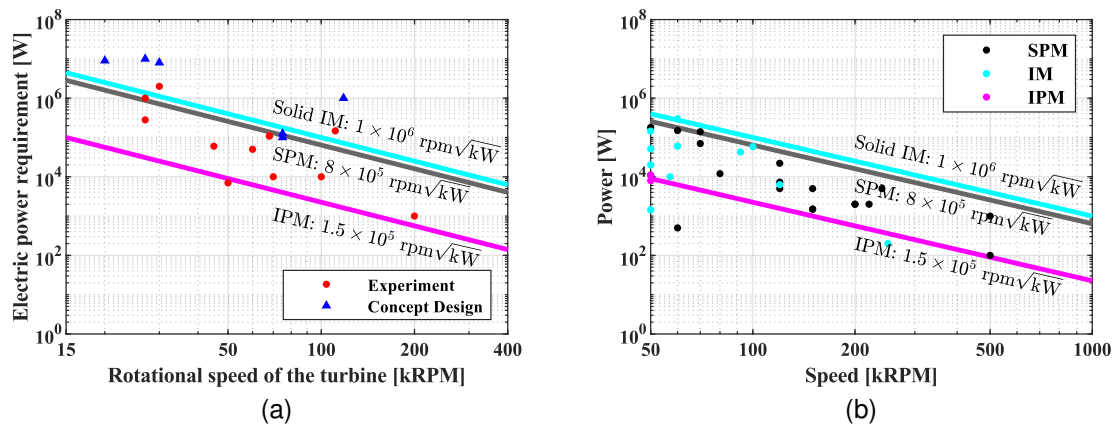 10^8
10^6
10^4
10^2
10^0
Electric power requirement [W]
Solid IM: 1 × 10^6 rpm√kW
SPM: 8 × 10^5 rpm√kW
IPM: 1.5 × 10^5 rpm√kW
Experiment
Concept Design
15 50 100 200 400
Rotational speed of the turbine [kRPM]
(a)
10^8
10^6
10^4
10^2
10^0
Power [W]
SPM
IM
IPM
Solid IM: 1 × 10^6 rpm√kW
SPM: 8 × 10^5 rpm√kW
IPM: 1.5 × 10^5 rpm√kW
50 100 200 500 1000
Speed [kRPM]
(b)